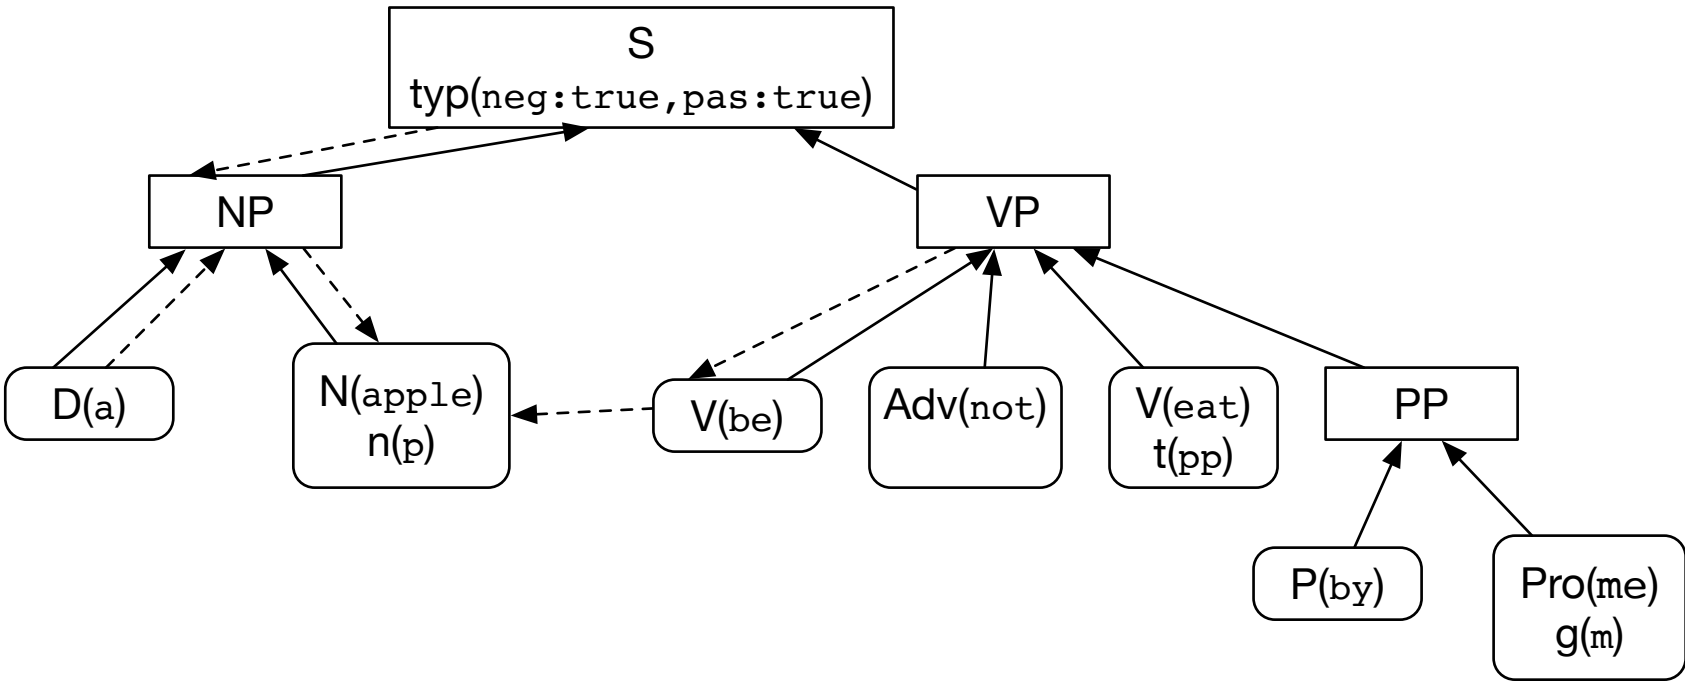 S
typ(neg:true,pas:true)
NP
VP
D(a)
N(apple)
n(p)
V(be)
Adv(not)
V(eat)
t(pp)
PP
P(by)
Pro(me)
g(m)